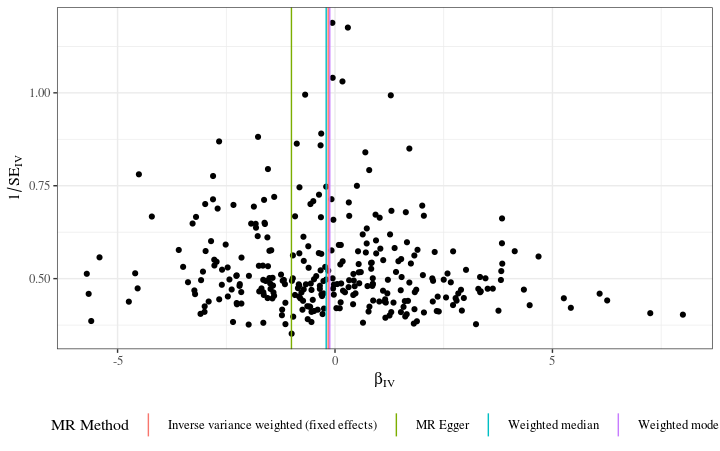 1.00
0.75
0.50
1/SE_IV
-5 0 5
β_IV
MR Method Inverse variance weighted (fixed effects) MR Egger Weighted median Weighted mode